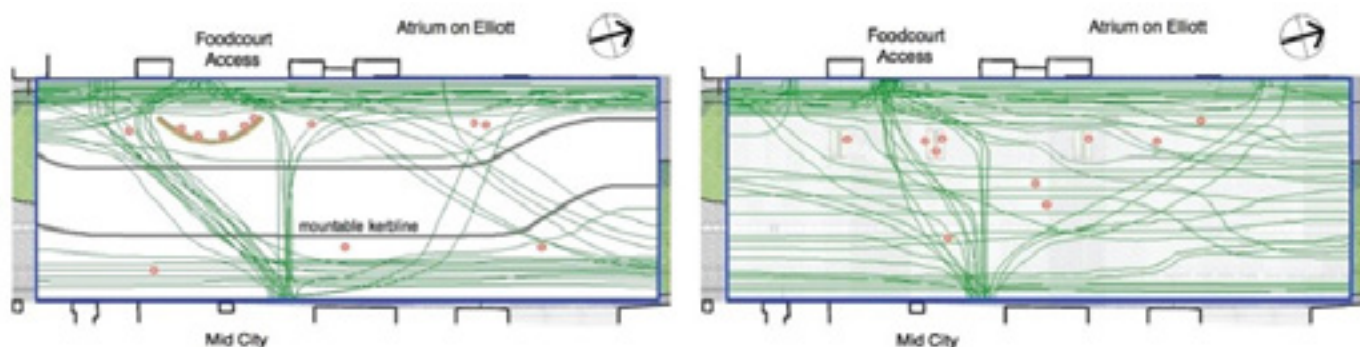 Foodcourt
Access
Atrium on Elliott
mountable kerbline
Mid City
Foodcourt
Access
Atrium on Elliott
Mid City